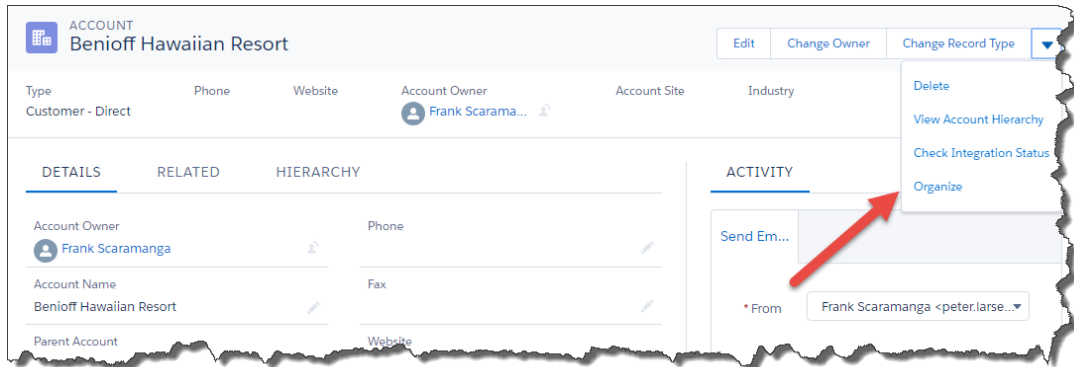 ACCOUNT
Benioff Hawaiian Resort
Edit
Change Owner
Change Record Type
Type
Phone
Website
Account Owner
Account Site
Industry
Customer - Direct
Frank Scarama...
Delete
View Account Hierarchy
Check Integration Status
Organize
DETAILS
RELATED
HIERARCHY
ACTIVITY
Account Owner
Frank Scaramanga
Phone
Send Em...
Account Name
Benioff Hawaiian Resort
Fax
* From
Frank Scaramanga <peter.larse...
Parent Account
Website